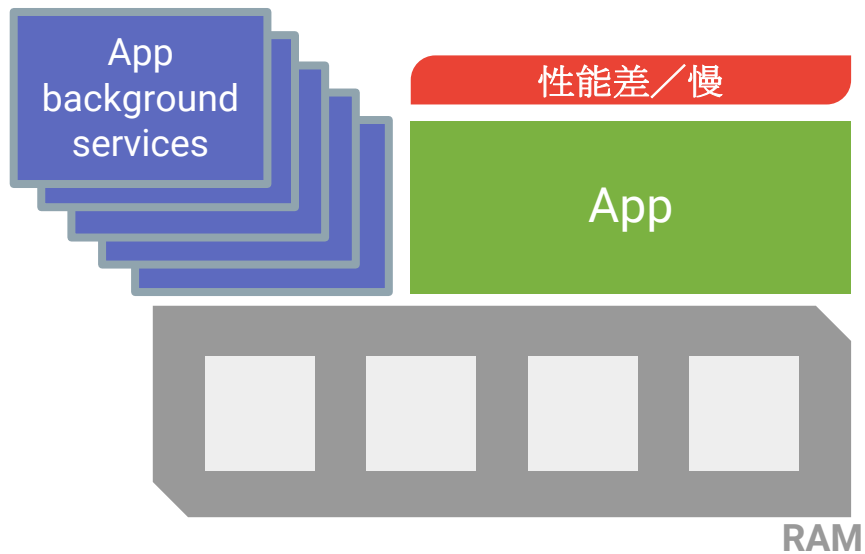 App
background
services
性能差／慢
App
RAM